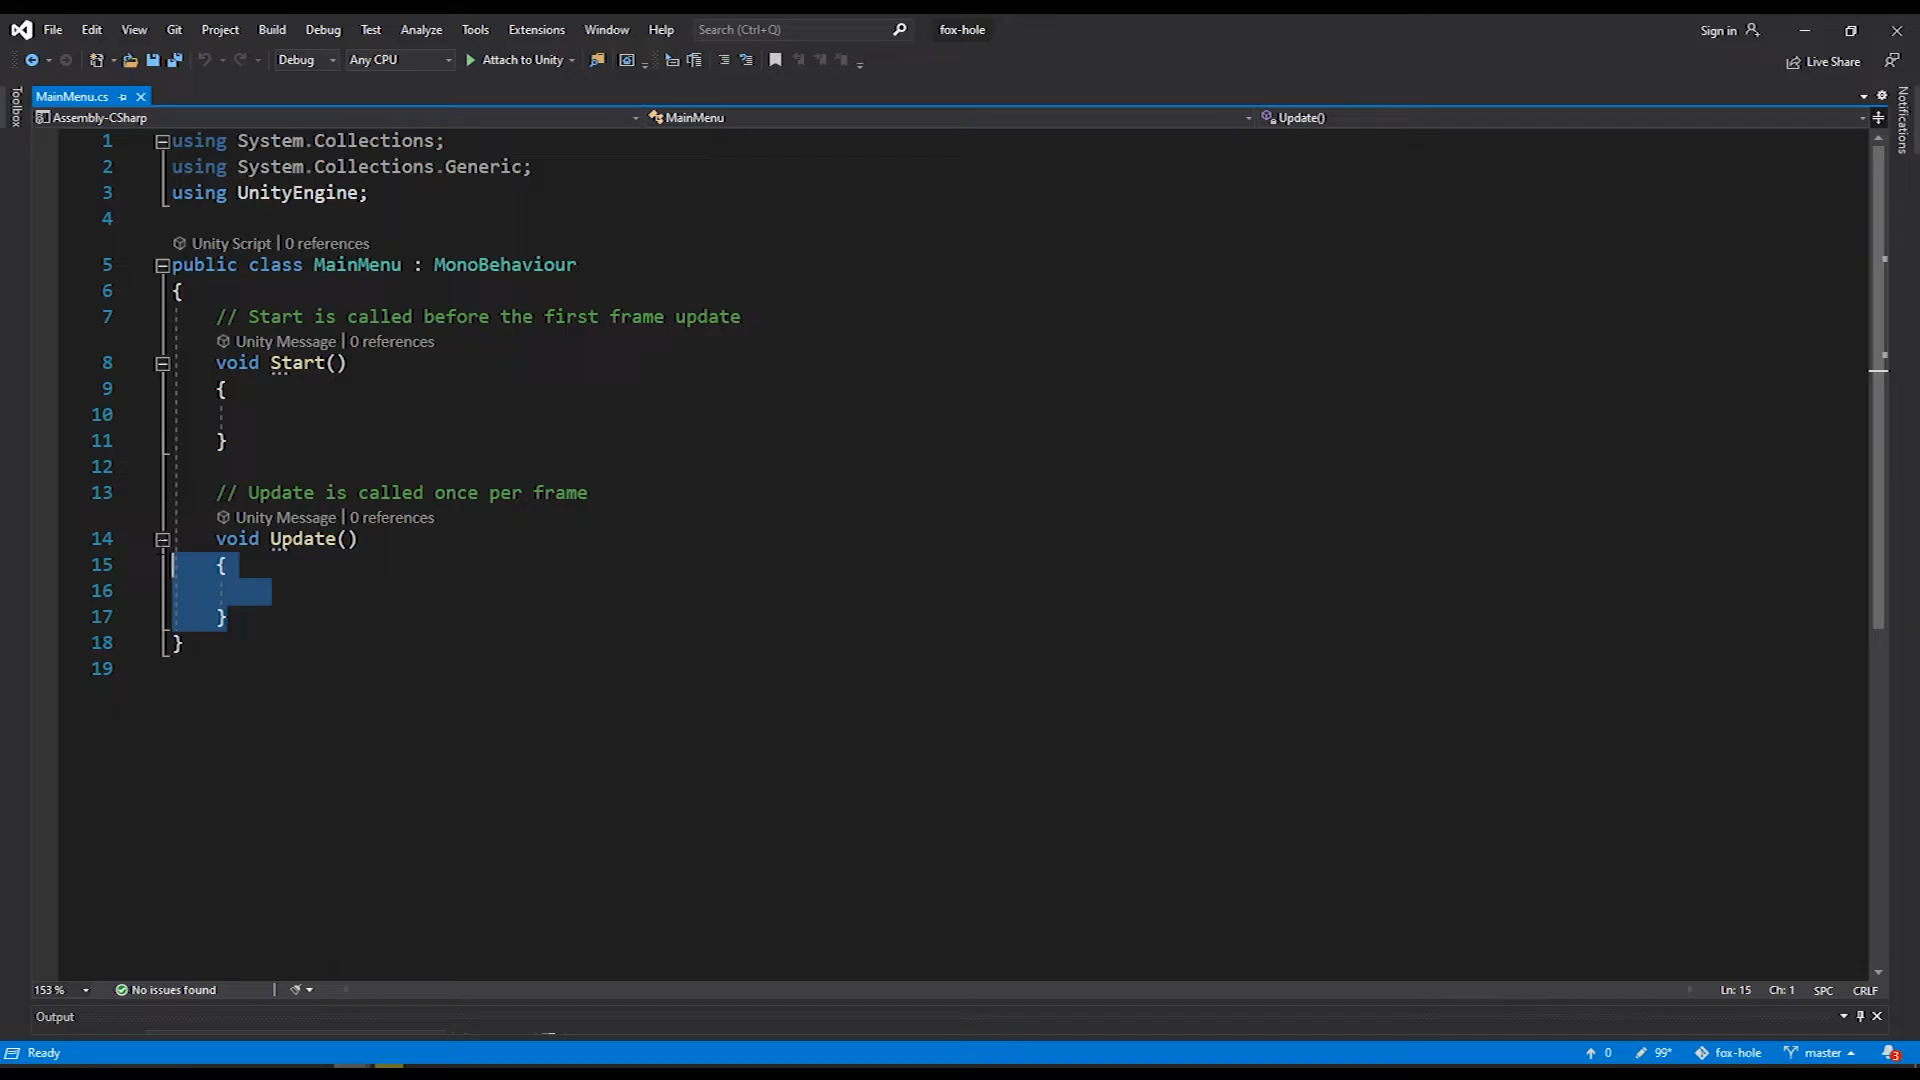 File Edit View Git Project Build Debug Test Analyze Tools Extensions Window Help Search (Ctrl+Q) fox-hole Sign in
Debug Any CPU Attach to Unity Live Share
Toolbox
MainMenu.cs
Notifications
Assembly-CSharp MainMenu Update()
1 using System.Collections;
2 using System.Collections.Generic;
3 using UnityEngine;
4
Unity Script | 0 references
5 public class MainMenu : MonoBehaviour
6 {
7 // Start is called before the first frame update
Unity Message | 0 references
8 void Start()
9 {
10
11 }
12
13 // Update is called once per frame
Unity Message | 0 references
14 void Update()
15 {
16
17 }
18 }
19
153 % No issues found Ln: 15 Ch: 1 SPC CRLF
Output
Ready 0 99* fox-hole master 3